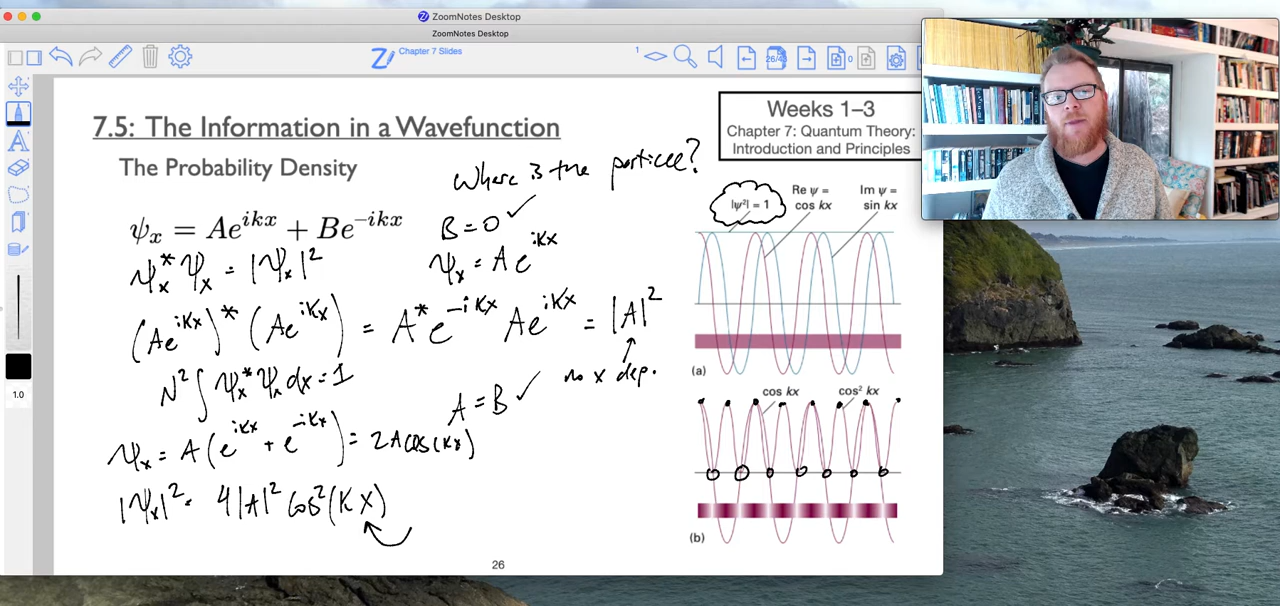 ZoomNotes Desktop
ZoomNotes Desktop
Chapter 7 Slides
1
26/43
0
7.5: The Information in a Wavefunction
The Probability Density
Where is the particle?
Weeks 1–3
Chapter 7: Quantum Theory:
Introduction and Principles
ψₓ = Ae^{ikx} + Be^{-ikx}
B = 0 ✓
ψₓ* ψₓ = |ψₓ|²
ψₓ = A e^{ikx}
(Ae^{ikx})* (Ae^{ikx}) = A* e^{-ikx} Ae^{ikx} = |A|²
no x dep.
N² ∫ ψₓ* ψₓ dx = 1
A = B ✓
ψₓ = A (e^{ikx} + e^{-ikx}) = 2A cos(kx)
|ψₓ|² = 4|A|² cos²(kx)
|ψ²| = 1
Re ψ =
cos kx
Im ψ =
sin kx
(a)
cos kx
cos² kx
(b)
26
A
1.0